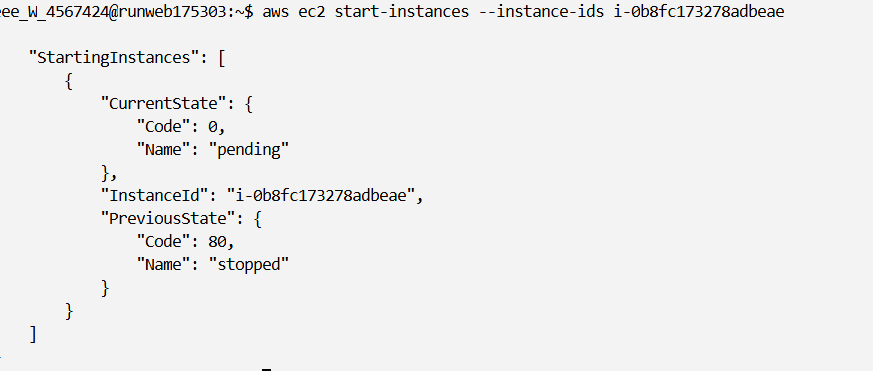 eee_W_4567424@runweb175303:~$ aws ec2 start-instances --instance-ids i-0b8fc173278adbeae
"StartingInstances": [
{
"CurrentState": {
"Code": 0,
"Name": "pending"
},
"InstanceId": "i-0b8fc173278adbeae",
"PreviousState": {
"Code": 80,
"Name": "stopped"
}
}
]